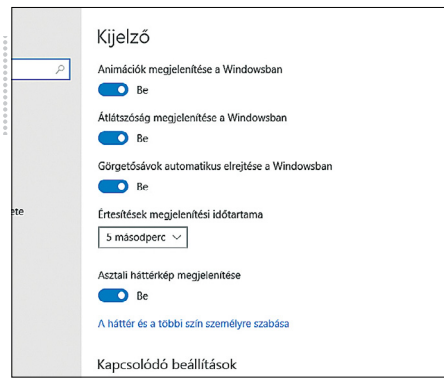 Kijelző
Animációk megjelenítése a Windowsban
Be
Átlátszóság megjelenítése a Windowsban
Be
Görgetősávok automatikus elrejtése a Windowsban
Be
ete
Értesítések megjelenítési időtartama
5 másodperc
Asztali háttérkép megjelenítése
Be
A háttér és a többi szín személyre szabása
Kapcsolódó beállítások